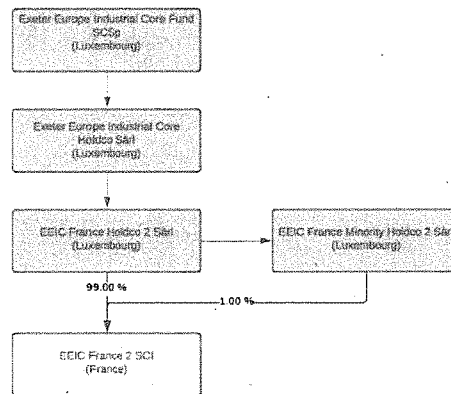 Exeter Europe Industrial Core Fund
SCSp
(Luxembourg)
Exeter Europe Industrial Core
Holdco Sàrl
(Luxembourg)
EEIC France Holdco 2 Sàrl
(Luxembourg)
EEIC France Minority Holdco 2 Sàrl
(Luxembourg)
99.00 %
1.00 %
EEIC France 2 SCI
(France)